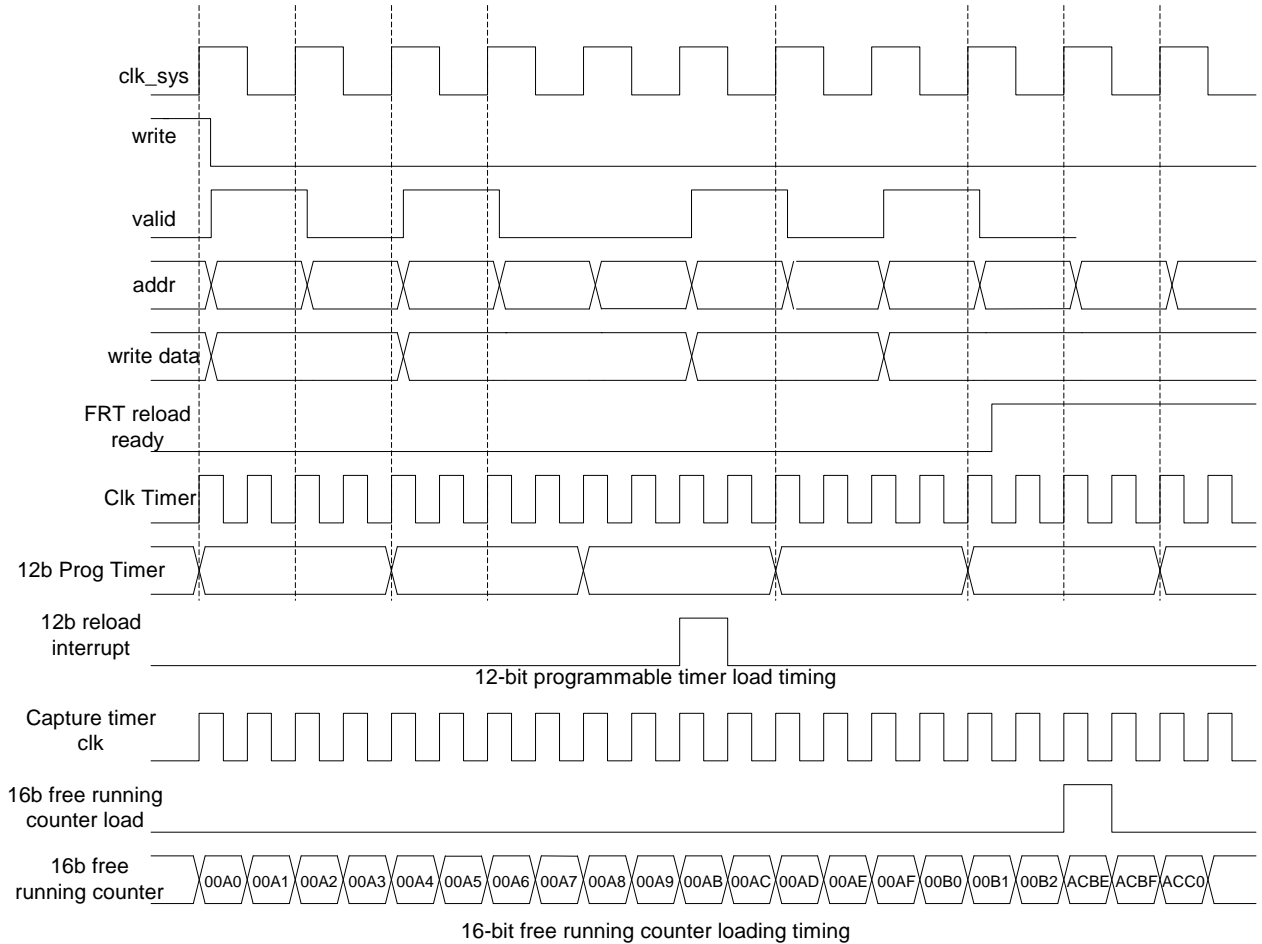 clk_sys
write
valid
addr
write data
FRT reload
ready
Clk Timer
12b Prog Timer
12b reload
interrupt
12-bit programmable timer load timing
Capture timer
clk
16b free running
counter load
16b free
running counter
00A0 00A1 00A2 00A3 00A4 00A5 00A6 00A7 00A8 00A9 00AB 00AC 00AD 00AE 00AF 00B0 00B1 00B2 ACBE ACBF ACC0
16-bit free running counter loading timing